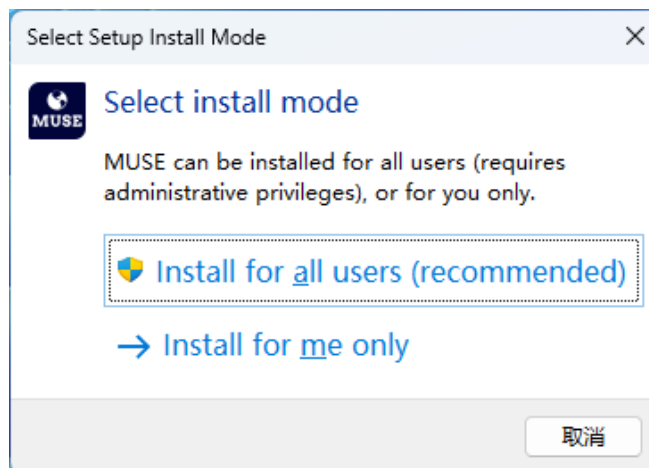 Select Setup Install Mode
MUSE
Select install mode
MUSE can be installed for all users (requires
administrative privileges), or for you only.
Install for all users (recommended)
Install for me only
取消